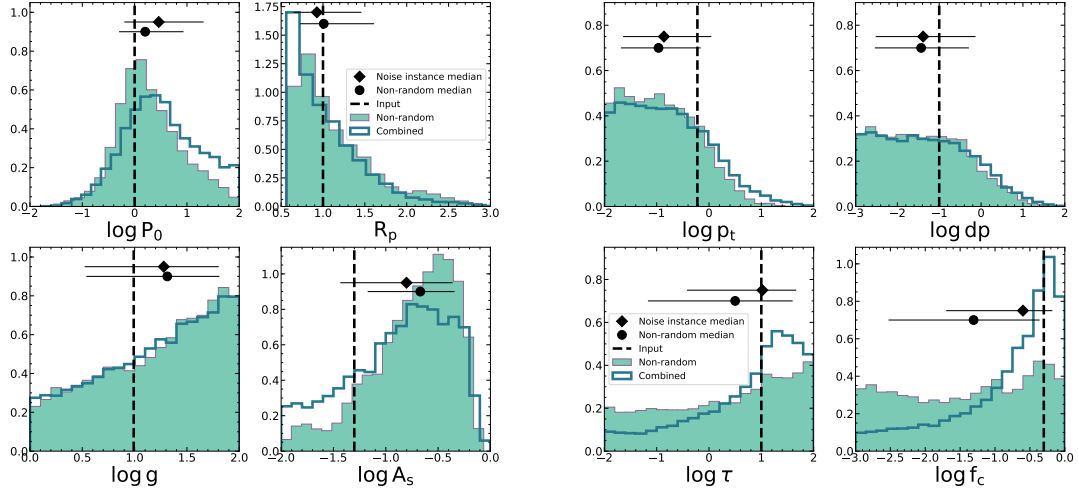 1.0
0.8
0.6
0.4
0.2
0.0
−2 −1 0 1 2
log P_0
1.75
1.50
1.25
1.00
0.75
0.50
0.25
0.00
Noise instance median
Non-random median
Input
Non-random
Combined
0.5 1.0 1.5 2.0 2.5 3.0
R_p
0.8
0.6
0.4
0.2
0.0
−2 −1 0 1 2
log p_t
0.8
0.6
0.4
0.2
0.0
−3 −2 −1 0 1 2
log dp
1.0
0.8
0.6
0.4
0.2
0.0
0.0 0.5 1.0 1.5 2.0
log g
1.0
0.8
0.6
0.4
0.2
0.0
−2.0 −1.5 −1.0 −0.5 0.0
log A_s
0.8
0.6
0.4
0.2
0.0
Noise instance median
Non-random median
Input
Non-random
Combined
−2 −1 0 1 2
log τ
1.0
0.8
0.6
0.4
0.2
0.0
−3.0 −2.5 −2.0 −1.5 −1.0 −0.5 0.0
log f_c